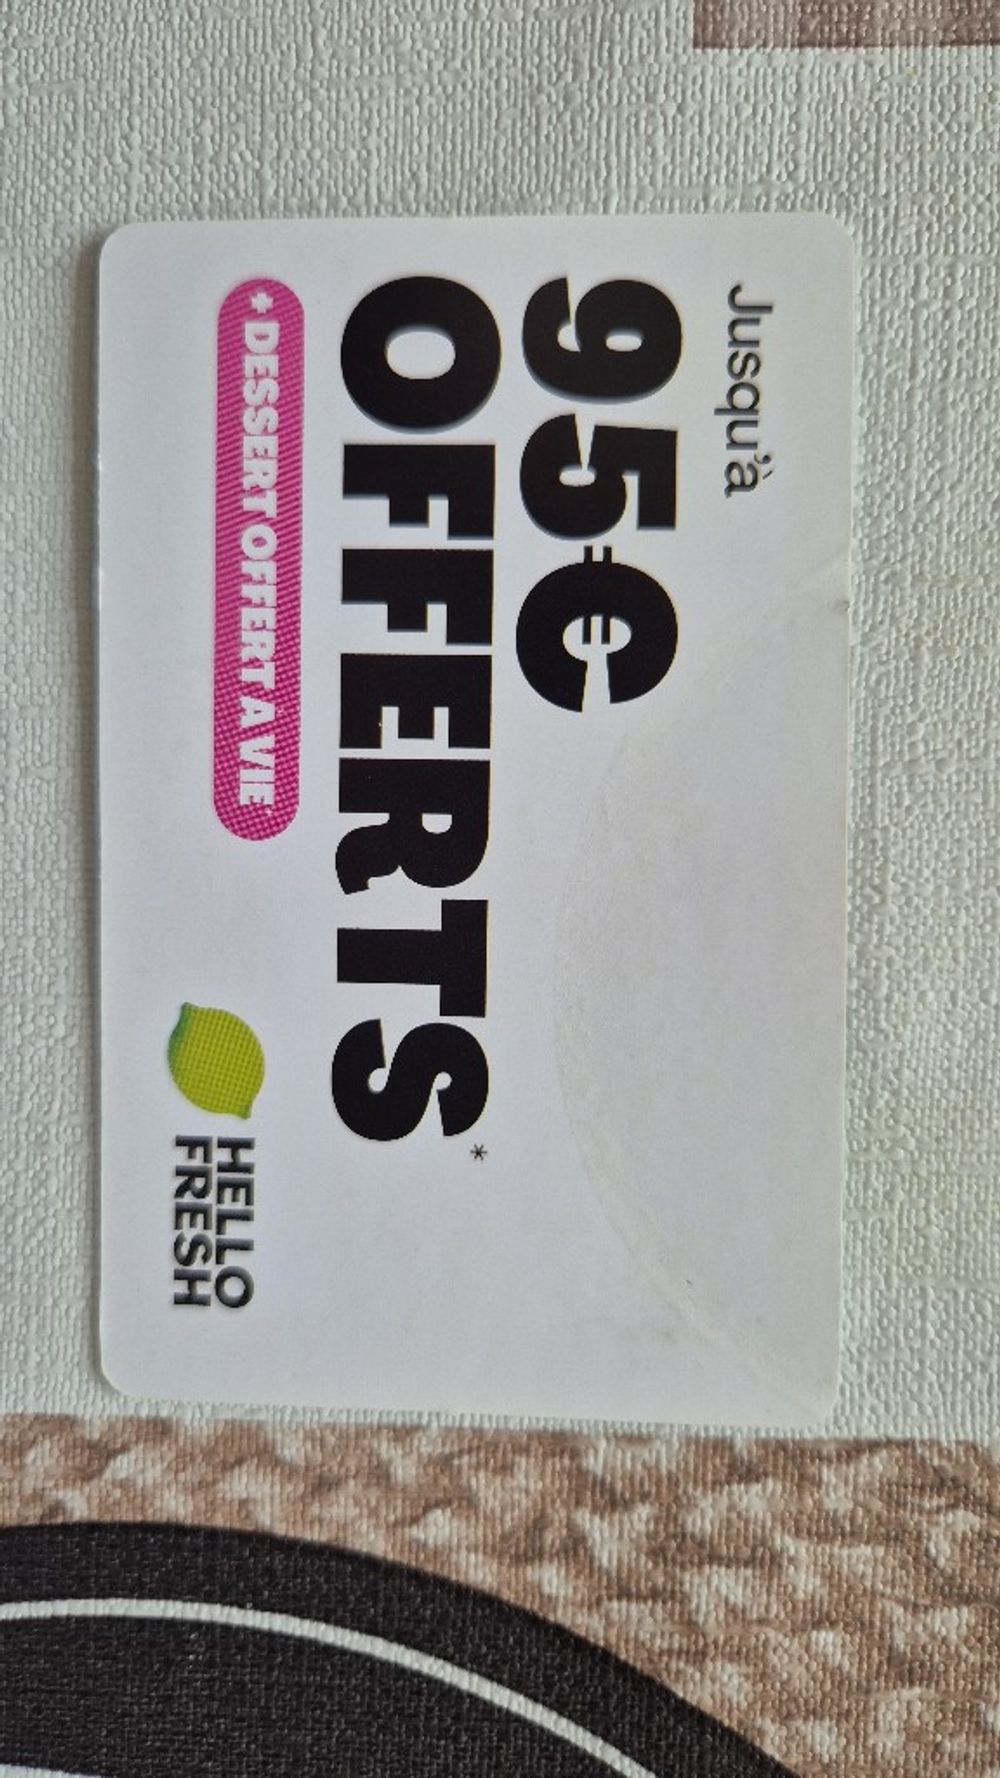 Jusqu'à
95€
OFFERTS*
+ DESSERT OFFERT A VIE*
HELLO
FRESH